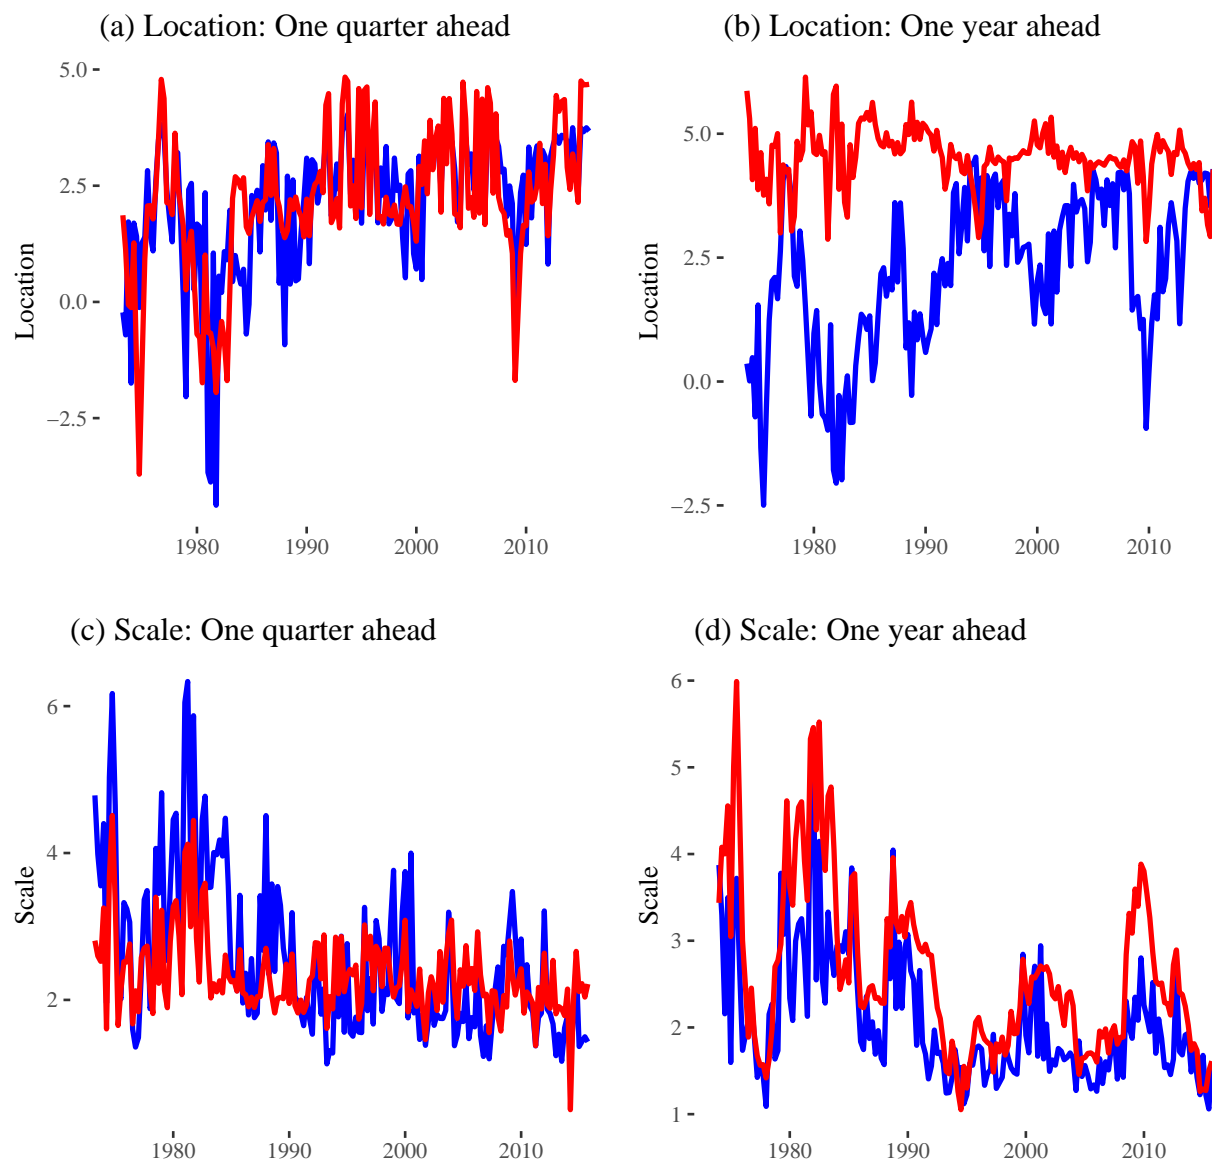 (a) Location: One quarter ahead
5.0
2.5
0.0
−2.5
Location
1980 1990 2000 2010
(b) Location: One year ahead
5.0
2.5
0.0
−2.5
Location
1980 1990 2000 2010
(c) Scale: One quarter ahead
6
4
2
Scale
1980 1990 2000 2010
(d) Scale: One year ahead
6
5
4
3
2
1
Scale
1980 1990 2000 2010